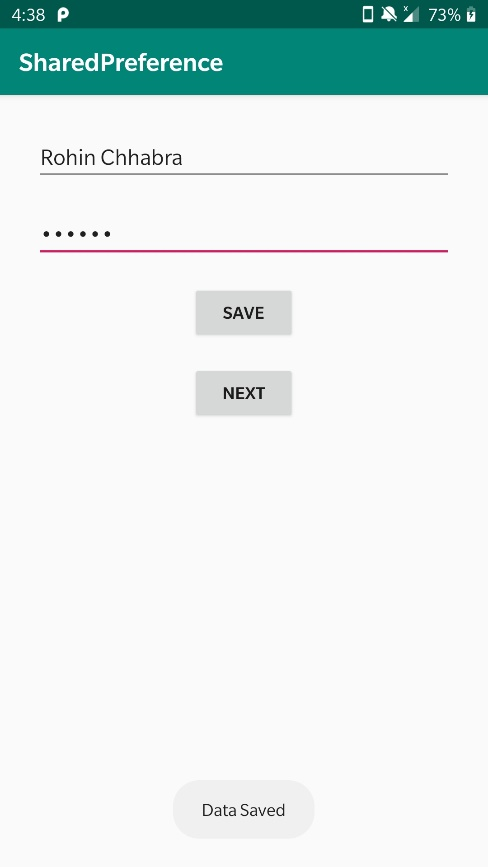 4:38
73%
SharedPreference
Rohin Chhabra
••••••
SAVE
NEXT
Data Saved